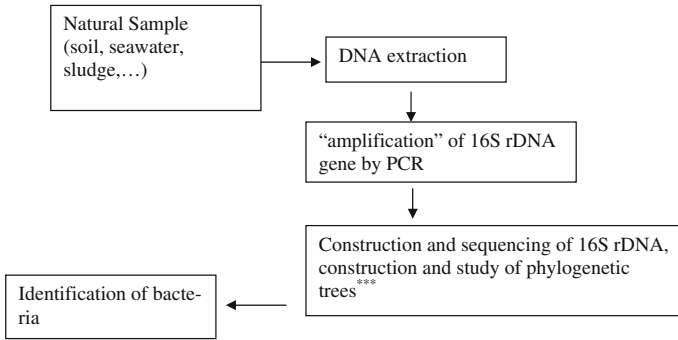 Natural Sample
(soil, seawater,
sludge,…)
DNA extraction
“amplification” of 16S rDNA
gene by PCR
Construction and sequencing of 16S rDNA,
construction and study of phylogenetic
trees***
Identification of bacte-
ria